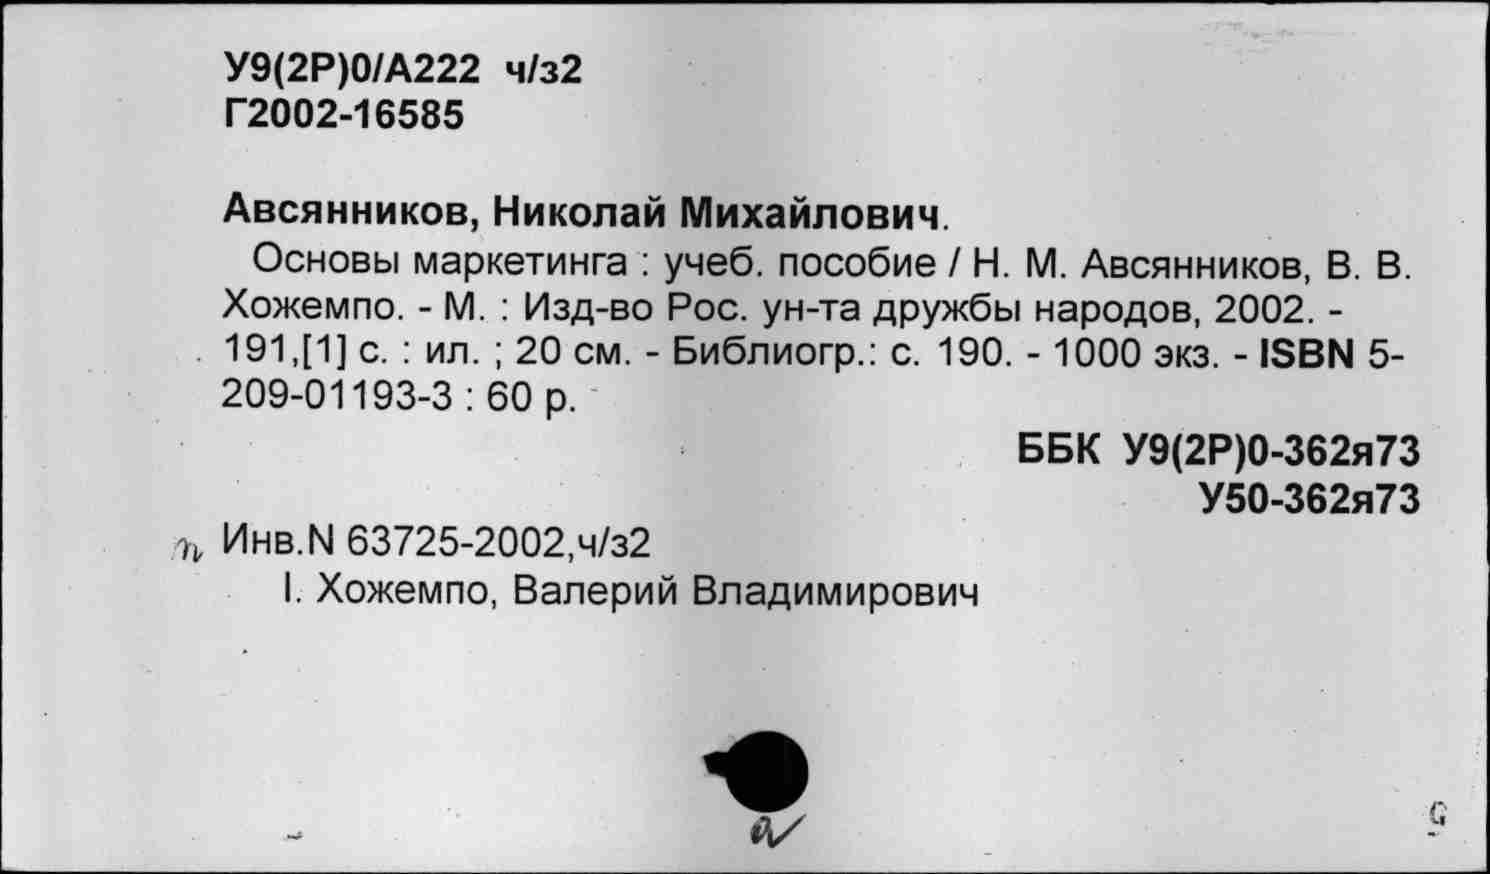 У9(2Р)0/А222 ч/з2
Г2002-16585
Авсянников, Николай Михайлович.
Основы маркетинга : учеб. пособие / Н. М. Авсянников, В. В.
Хожемпо. - М. : Изд-во Рос. ун-та дружбы народов, 2002. -
191,[1] с. : ил. ; 20 см. - Библиогр.: с. 190. - 1000 экз. - ISBN 5-
209-01193-3 : 60 р.
ББК У9(2Р)0-362я73
У50-362я73
Инв.N 63725-2002,ч/з2
I. Хожемпо, Валерий Владимирович